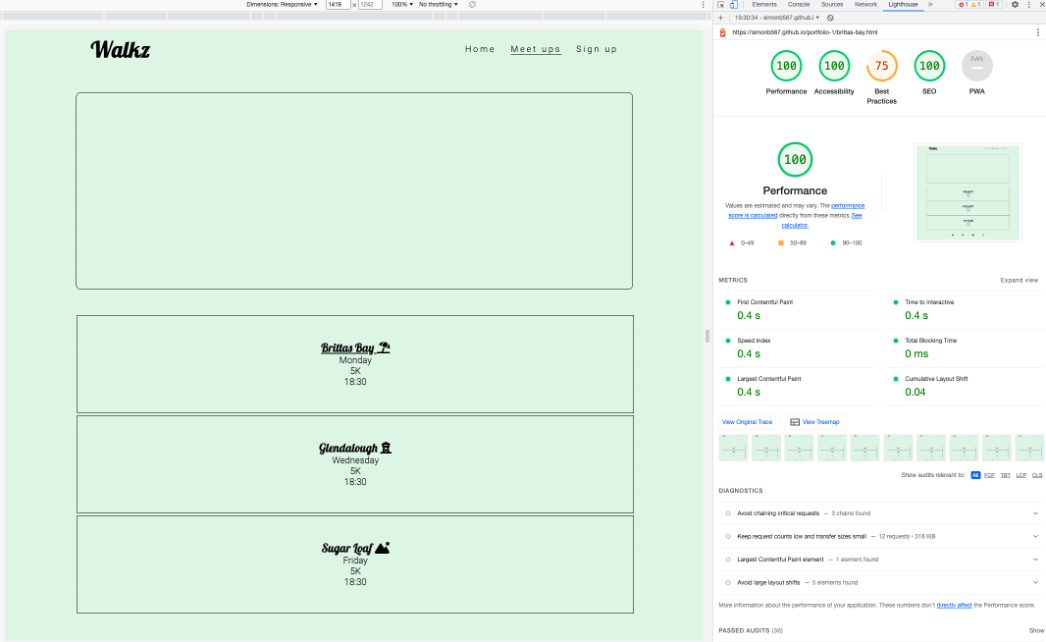 Dimensions: Responsive ▼ 1419 x 1242 100% ▼ No throttling ▼
Elements Console Sources Network Lighthouse » 1 1 1
19:30:34 - simonb567.github.i ▼
https://simonb567.github.io/portfolio-1/brittas-bay.html
Walkz
Home Meet ups Sign up
Brittas Bay
Monday
5K
18:30
Glendalough
Wednesday
5K
18:30
Sugar Loaf
Friday
5K
18:30
100 100 75 100 PWA
Performance Accessibility Best Practices SEO PWA
100
Performance
Values are estimated and may vary. The performance
score is calculated directly from these metrics. See
calculator.
0–49 50–89 90–100
METRICS
Expand view
First Contentful Paint
0.4 s
Time to Interactive
0.4 s
Speed Index
0.4 s
Total Blocking Time
0 ms
Largest Contentful Paint
0.4 s
Cumulative Layout Shift
0.04
View Original Trace
View Treemap
Show audits relevant to: All FCP TBT LCP CLS
DIAGNOSTICS
Avoid chaining critical requests — 3 chains found
Keep request counts low and transfer sizes small — 12 requests • 318 KiB
Largest Contentful Paint element — 1 element found
Avoid large layout shifts — 5 elements found
More information about the performance of your application. These numbers don't directly affect the Performance score.
PASSED AUDITS (36)
Show